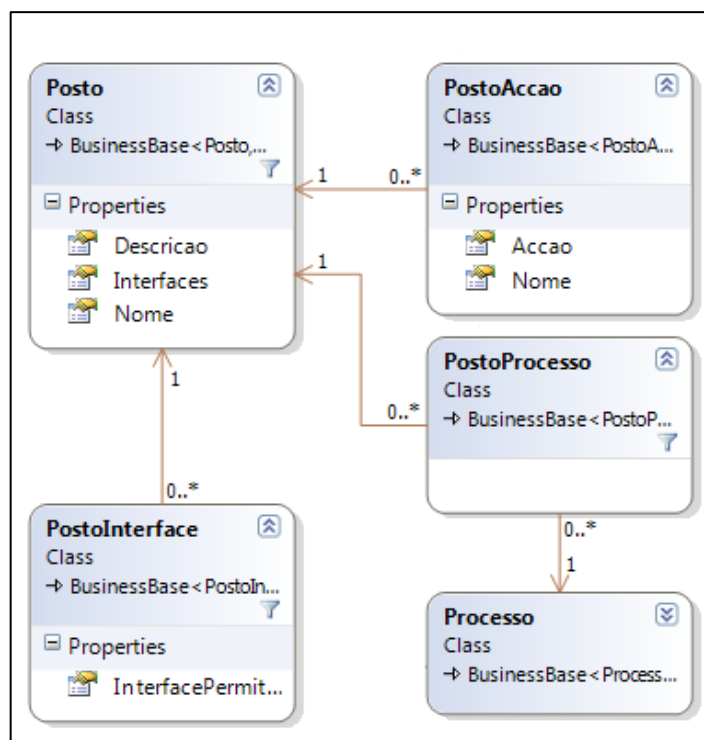 Posto
Class
BusinessBase<Posto,...
Properties
Descricao
Interfaces
Nome
PostoAccao
Class
BusinessBase<PostoA...
Properties
Accao
Nome
1
0..*
1
0..*
PostoProcesso
Class
BusinessBase<PostoP...
1
0..*
0..*
1
PostoInterface
Class
BusinessBase<PostoIn...
Properties
InterfacePermit...
Processo
Class
BusinessBase<Process...